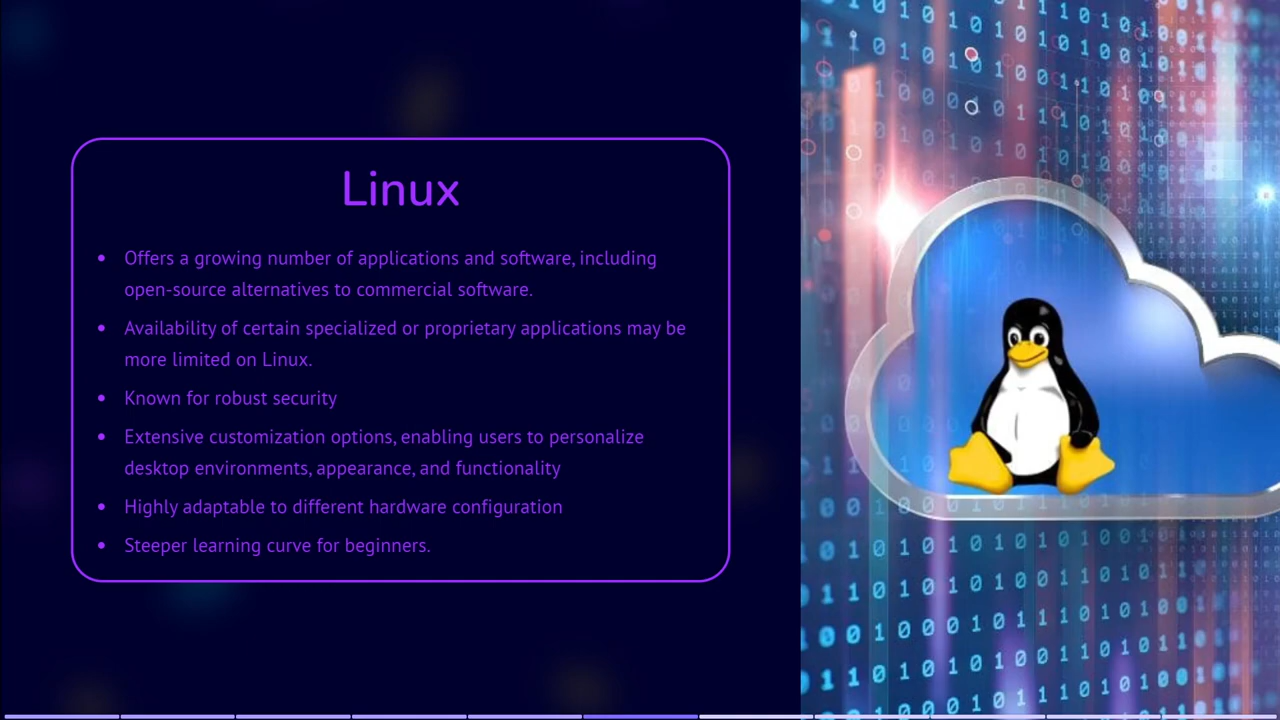 Linux
• Offers a growing number of applications and software, including
open-source alternatives to commercial software.
• Availability of certain specialized or proprietary applications may be
more limited on Linux.
• Known for robust security
• Extensive customization options, enabling users to personalize
desktop environments, appearance, and functionality
• Highly adaptable to different hardware configuration
• Steeper learning curve for beginners.